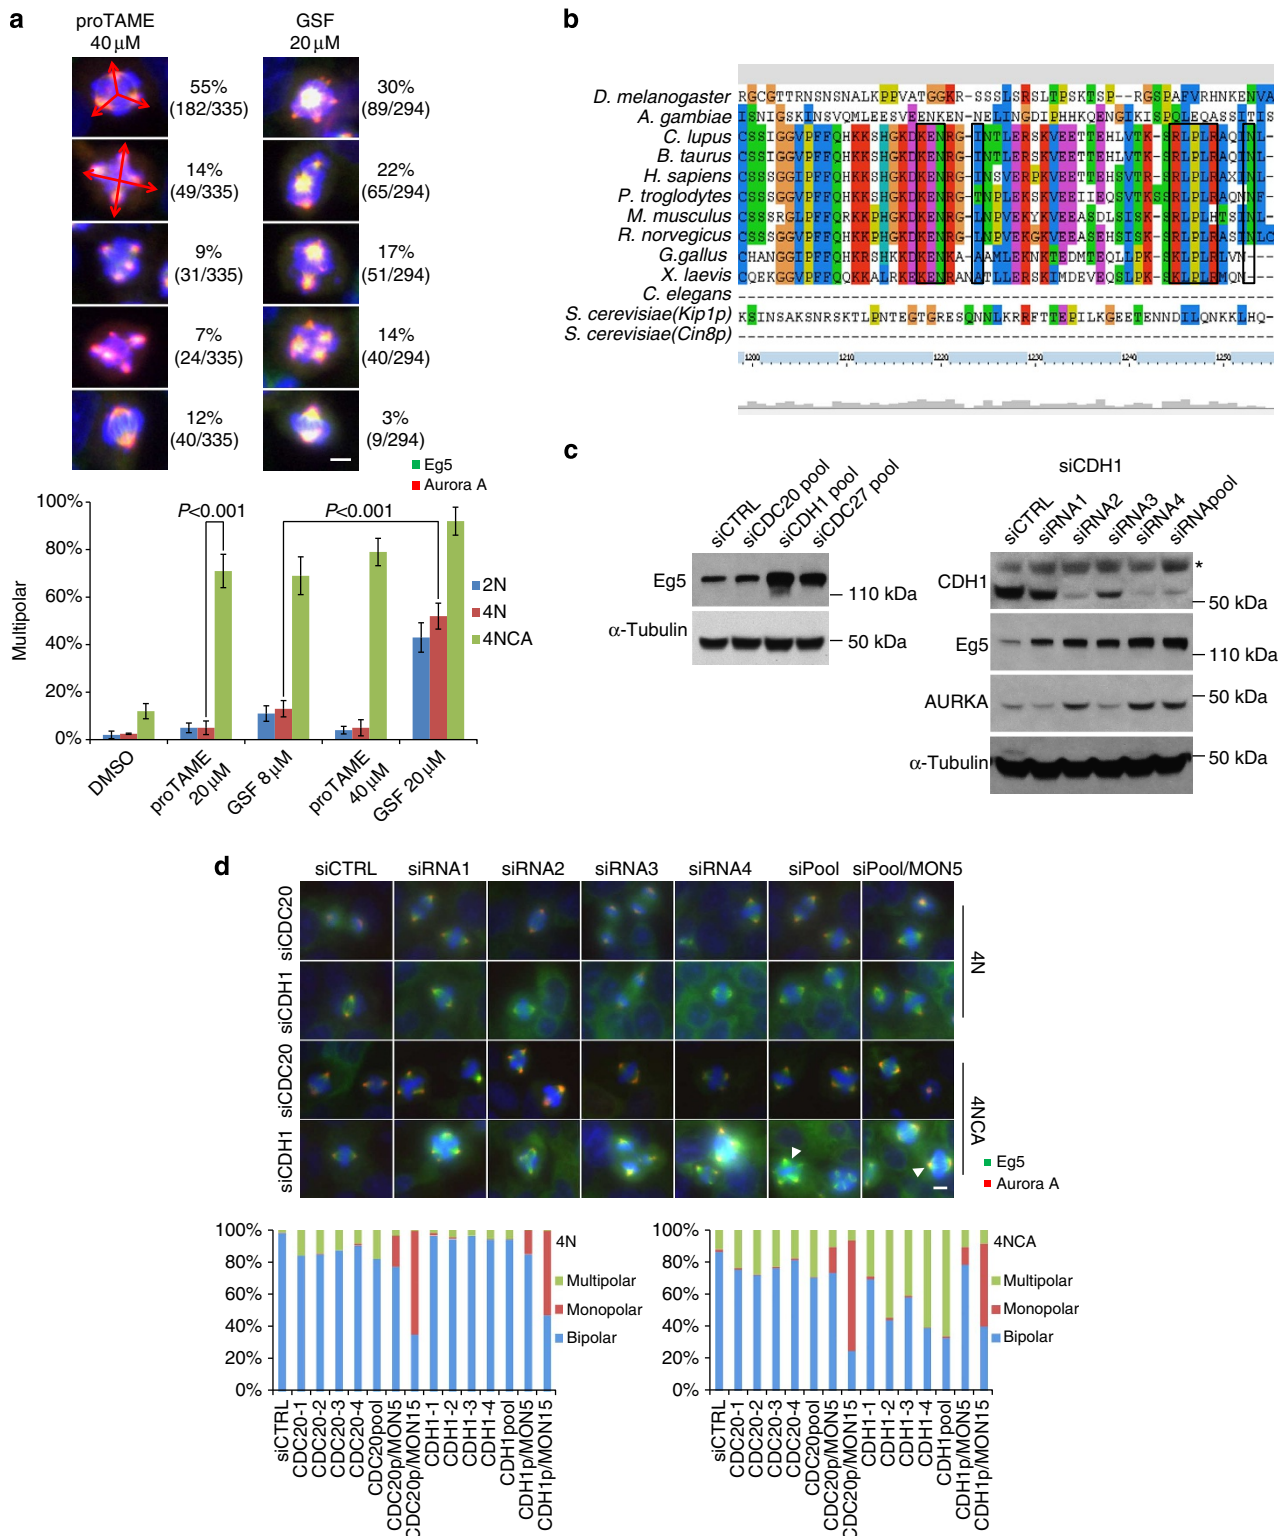 a
proTAME
40 µM
GSF
20 µM
55%
(182/335)
30%
(89/294)
14%
(49/335)
22%
(65/294)
9%
(31/335)
17%
(51/294)
7%
(24/335)
14%
(40/294)
12%
(40/335)
3%
(9/294)
Eg5
Aurora A
100%
80%
60%
40%
20%
0%
Multipolar
P<0.001
P<0.001
2N
4N
4NCA
DMSO
proTAME 20 µM
GSF 8 µM
proTAME 40 µM
GSF 20 µM
b
D. melanogaster
A. gambiae
C. lupus
B. taurus
H. sapiens
P. troglodytes
M. musculus
R. norvegicus
G.gallus
X. laevis
C. elegans
S. cerevisiae(Kip1p)
S. cerevisiae(Cin8p)
1200 1210 1220 1230 1240 1250
c
siCTRL
siCDC20 pool
siCDH1 pool
siCDC27 pool
Eg5
110 kDa
α-Tubulin
50 kDa
siCDH1
siCTRL
siRNA1
siRNA2
siRNA3
siRNA4
siRNApool
CDH1
*
50 kDa
Eg5
110 kDa
AURKA
50 kDa
α-Tubulin
50 kDa
d
siCTRL siRNA1 siRNA2 siRNA3 siRNA4 siPool siPool/MON5
siCDC20
siCDH1
4N
siCDC20
siCDH1
4NCA
Eg5
Aurora A
100%
80%
60%
40%
20%
0%
4N
Multipolar
Monopolar
Bipolar
siCTRL
CDC20-1
CDC20-2
CDC20-3
CDC20-4
CDC20pool
CDC20p/MON5
CDC20p/MON15
CDH1-1
CDH1-2
CDH1-3
CDH1-4
CDH1pool
CDH1p/MON5
CDH1p/MON15
100%
80%
60%
40%
20%
0%
4NCA
Multipolar
Monopolar
Bipolar
siCTRL
CDC20-1
CDC20-2
CDC20-3
CDC20-4
CDC20pool
CDC20p/MON5
CDC20p/MON15
CDH1-1
CDH1-2
CDH1-3
CDH1-4
CDH1pool
CDH1p/MON5
CDH1p/MON15